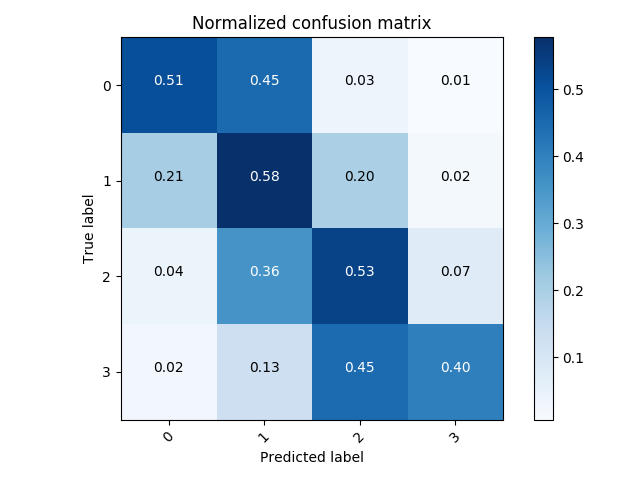 Normalized confusion matrix
0 0.51 0.45 0.03 0.01
1 0.21 0.58 0.20 0.02
2 0.04 0.36 0.53 0.07
3 0.02 0.13 0.45 0.40
True label
0 1 2 3
Predicted label
0.5
0.4
0.3
0.2
0.1